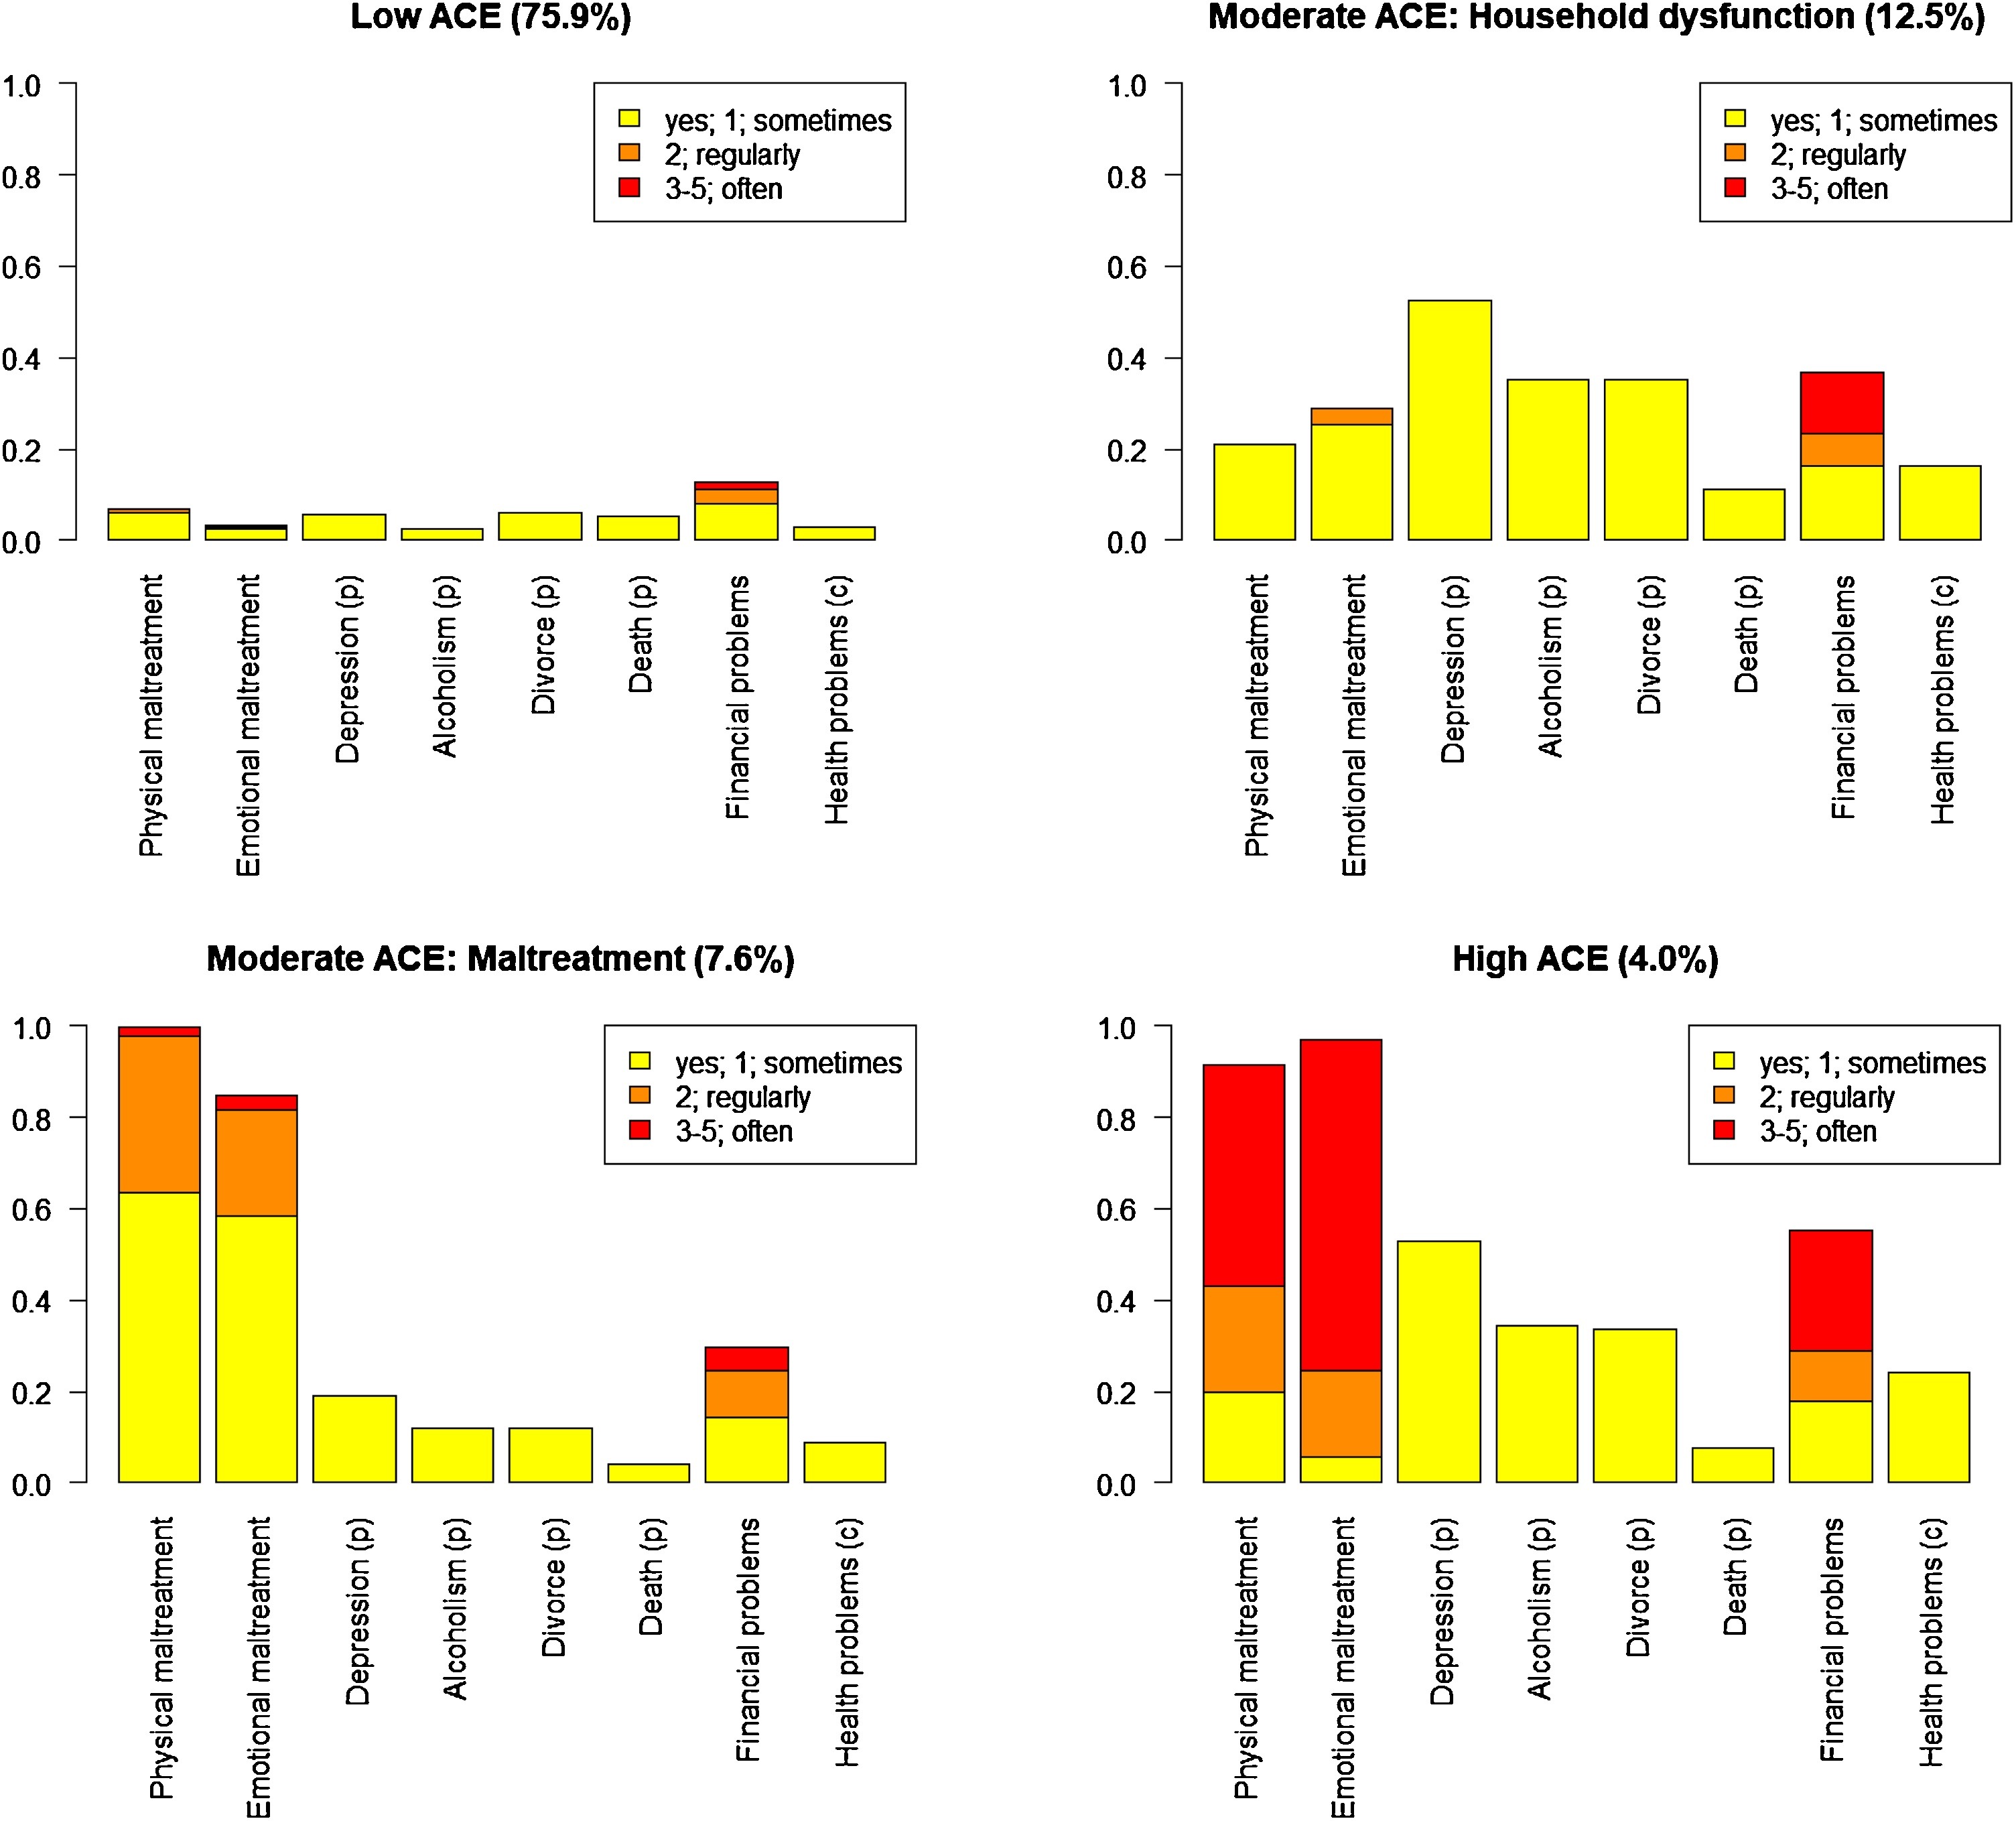 Low ACE (75.9%)
1.0
0.8
0.6
0.4
0.2
0.0
yes; 1; sometimes
2; regularly
3-5; often
Physical maltreatment
Emotional maltreatment
Depression (p)
Alcoholism (p)
Divorce (p)
Death (p)
Financial problems
Health problems (c)
Moderate ACE: Household dysfunction (12.5%)
1.0
0.8
0.6
0.4
0.2
0.0
yes; 1; sometimes
2; regularly
3-5; often
Physical maltreatment
Emotional maltreatment
Depression (p)
Alcoholism (p)
Divorce (p)
Death (p)
Financial problems
Health problems (c)
Moderate ACE: Maltreatment (7.6%)
1.0
0.8
0.6
0.4
0.2
0.0
yes; 1; sometimes
2; regularly
3-5; often
Physical maltreatment
Emotional maltreatment
Depression (p)
Alcoholism (p)
Divorce (p)
Death (p)
Financial problems
Health problems (c)
High ACE (4.0%)
1.0
0.8
0.6
0.4
0.2
0.0
yes; 1; sometimes
2; regularly
3-5; often
Physical maltreatment
Emotional maltreatment
Depression (p)
Alcoholism (p)
Divorce (p)
Death (p)
Financial problems
Health problems (c)